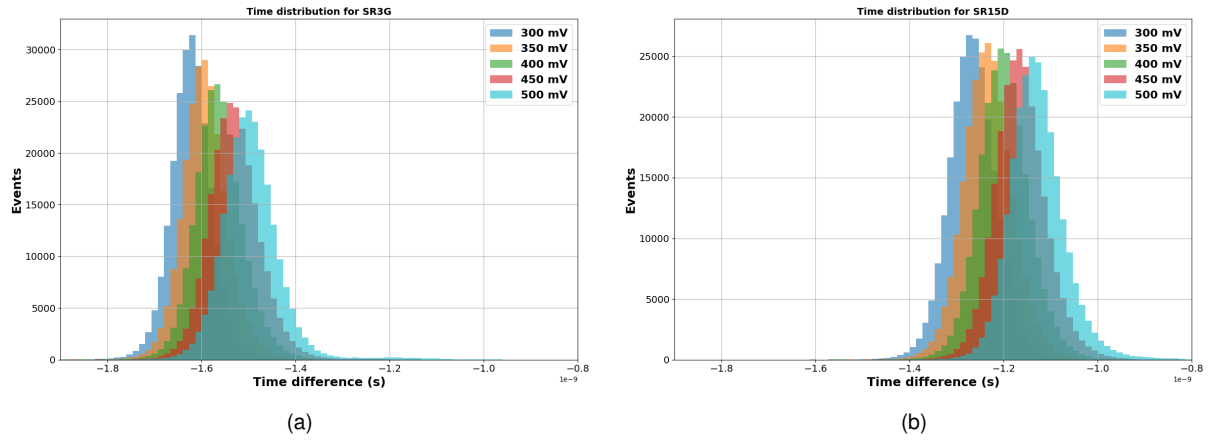 Time distribution for SR3G
300 mV
350 mV
400 mV
450 mV
500 mV
30000
25000
20000
15000
10000
5000
0
Events
−1.8
−1.6
−1.4
−1.2
−1.0
−0.8
Time difference (s)
1e−9
(a)
Time distribution for SR15D
300 mV
350 mV
400 mV
450 mV
500 mV
25000
20000
15000
10000
5000
0
Events
−1.8
−1.6
−1.4
−1.2
−1.0
−0.8
Time difference (s)
1e−9
(b)